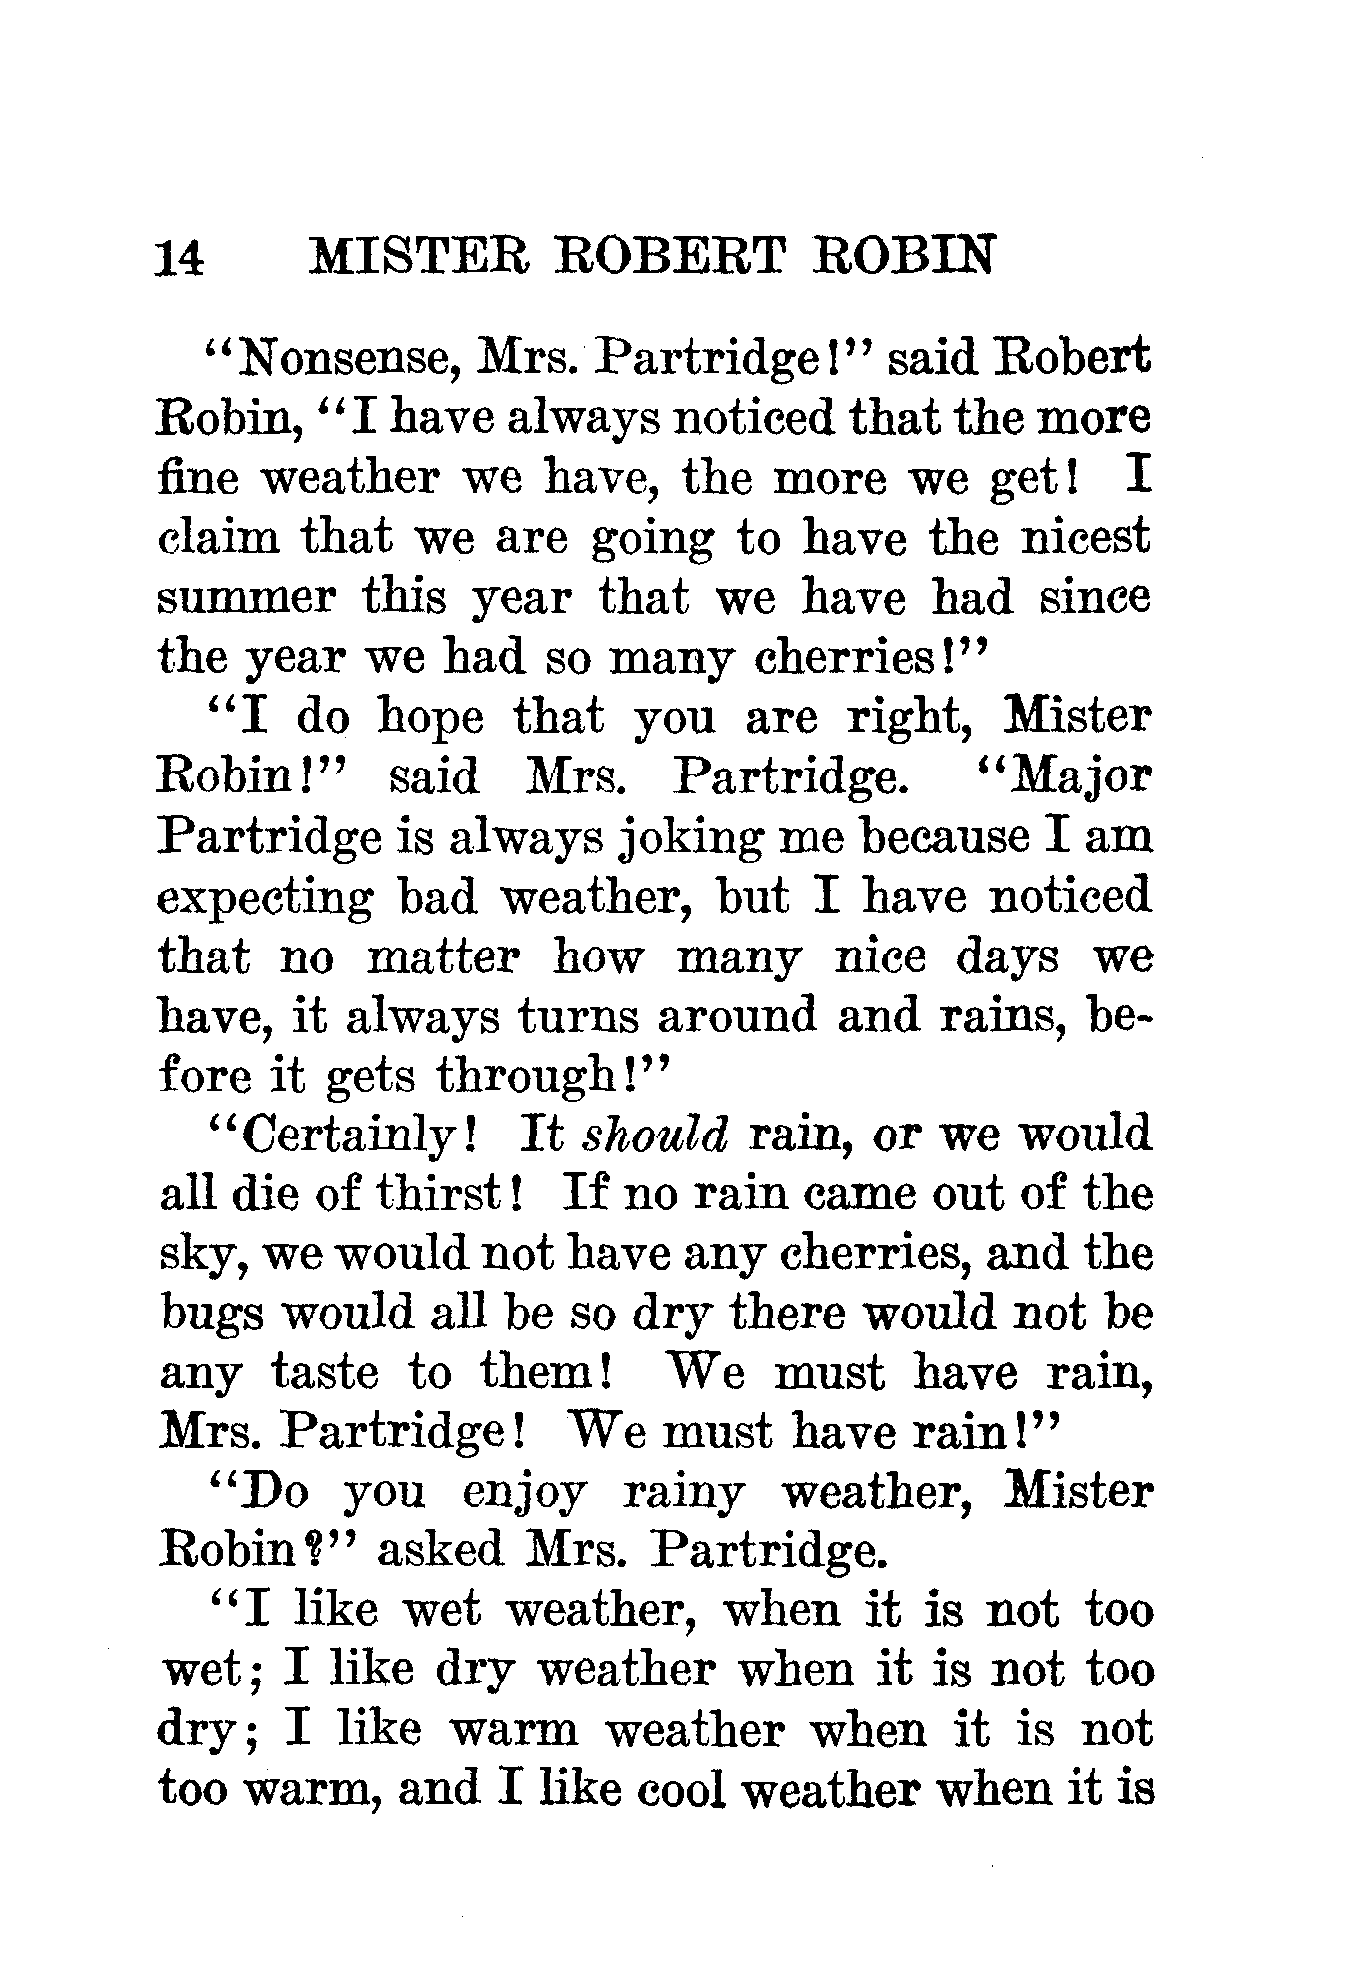 14 MISTER ROBERT ROBIN
“Nonsense, Mrs. Partridge!” said Robert
Robin, “I have always noticed that the more
fine weather we have, the more we get! I
claim that we are going to have the nicest
summer this year that we have had since
the year we had so many cherries!”
“I do hope that you are right, Mister
Robin!” said Mrs. Partridge. “Major
Partridge is always joking me because I am
expecting bad weather, but I have noticed
that no matter how many nice days we
have, it always turns around and rains, be-
fore it gets through!”
“Certainly! It should rain, or we would
all die of thirst! If no rain came out of the
sky, we would not have any cherries, and the
bugs would all be so dry there would not be
any taste to them! We must have rain,
Mrs. Partridge! We must have rain!”
“Do you enjoy rainy weather, Mister
Robin?” asked Mrs. Partridge.
“I like wet weather, when it is not too
wet; I like dry weather when it is not too
dry; I like warm weather when it is not
too warm, and I like cool weather when it is